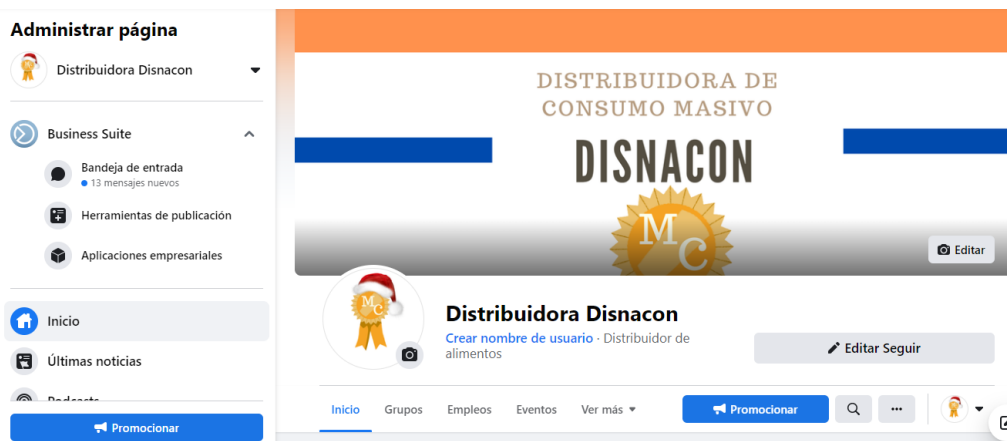 Administrar página
Distribuidora Disnacon
Business Suite
Bandeja de entrada
13 mensajes nuevos
Herramientas de publicación
Aplicaciones empresariales
Inicio
Últimas noticias
Podcasts
Promocionar
DISTRIBUIDORA DE
CONSUMO MASIVO
DISNACON
MC
Editar
MC
Distribuidora Disnacon
Crear nombre de usuario · Distribuidor de
alimentos
Editar Seguir
Inicio Grupos Empleos Eventos Ver más Promocionar